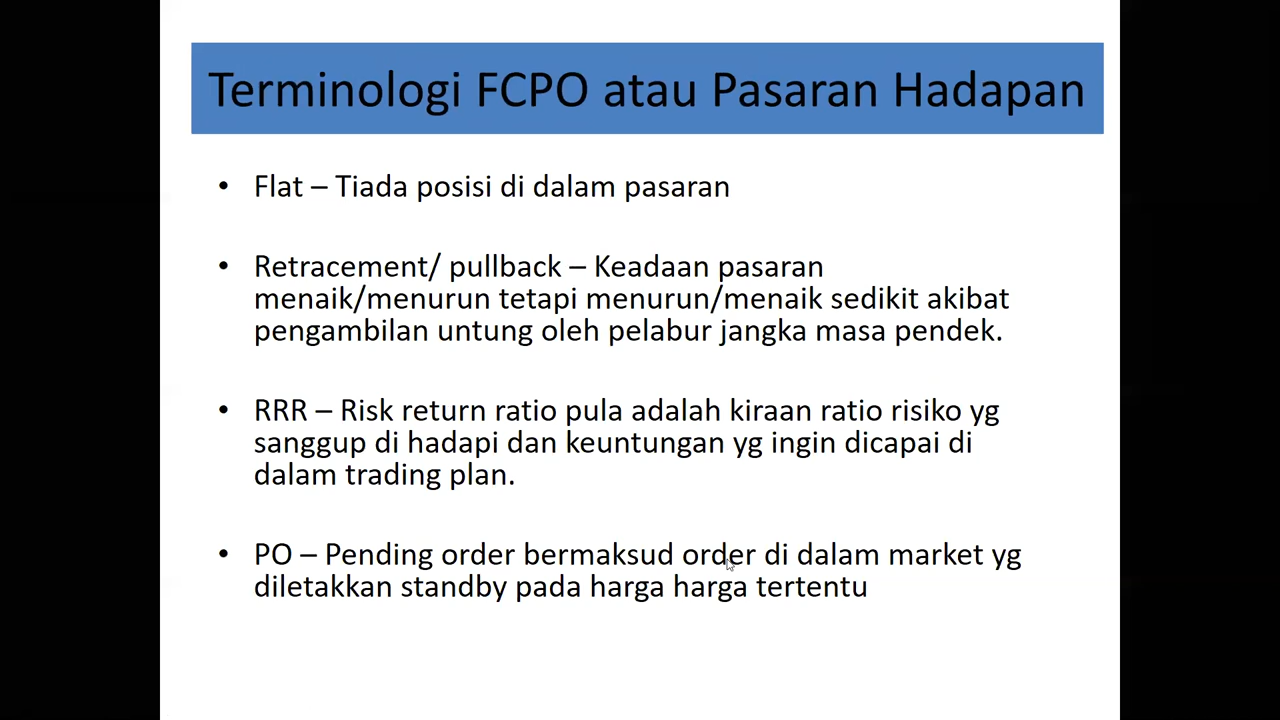 Terminologi FCPO atau Pasaran Hadapan
• Flat – Tiada posisi di dalam pasaran
• Retracement/ pullback – Keadaan pasaran
menaik/menurun tetapi menurun/menaik sedikit akibat
pengambilan untung oleh pelabur jangka masa pendek.
• RRR – Risk return ratio pula adalah kiraan ratio risiko yg
sanggup di hadapi dan keuntungan yg ingin dicapai di
dalam trading plan.
• PO – Pending order bermaksud order di dalam market yg
diletakkan standby pada harga harga tertentu